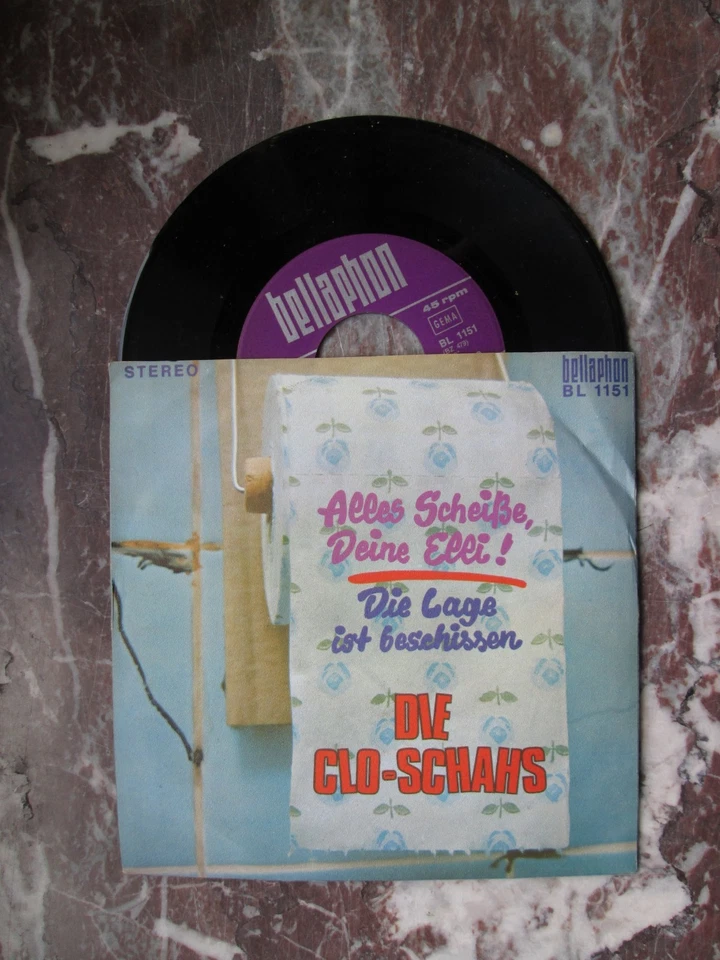 bellaphon
45 rpm
GEMA
BL 1151
STEREO
bellaphon
BL 1151
Alles Scheiße,
Deine Elli!
Die Lage
ist beschissen
DIE
CLO-SCHAHS